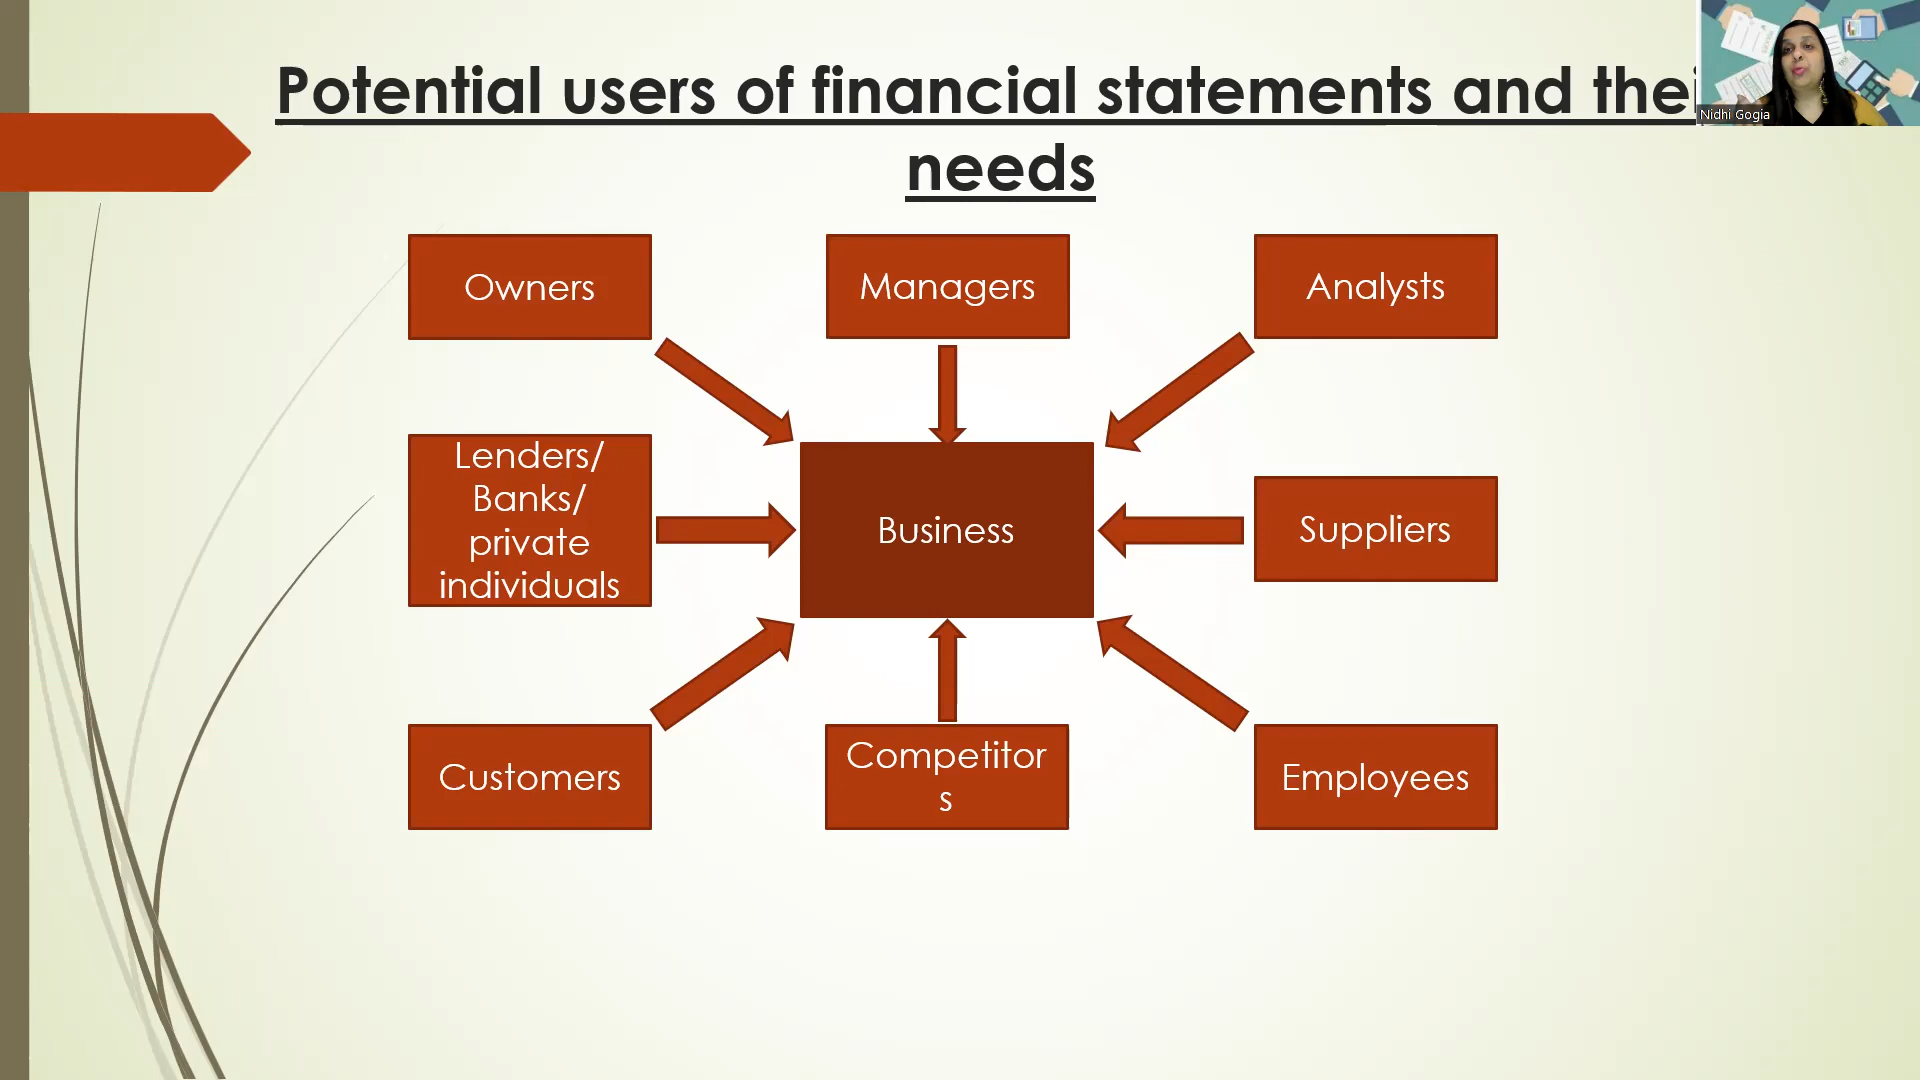 Potential users of financial statements and thei
needs
Nidhi Gogia
Owners
Managers
Analysts
Lenders/
Banks/
private
individuals
Business
Suppliers
Customers
Competitor
s
Employees